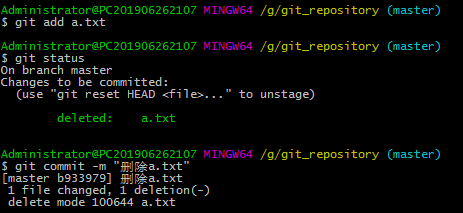 Administrator@PC201906262107 MINGW64 /g/git_repository (master)
$ git add a.txt
Administrator@PC201906262107 MINGW64 /g/git_repository (master)
$ git status
On branch master
Changes to be committed:
  (use "git reset HEAD <file>..." to unstage)
        deleted:    a.txt
Administrator@PC201906262107 MINGW64 /g/git_repository (master)
$ git commit -m "删除a.txt"
[master b933979] 删除a.txt
 1 file changed, 1 deletion(-)
 delete mode 100644 a.txt